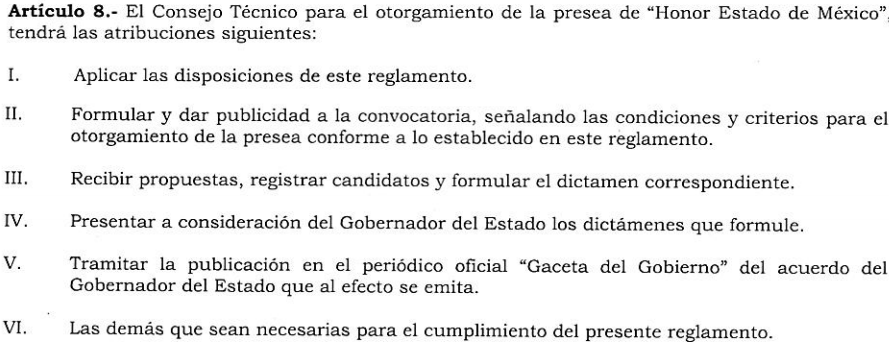 Artículo 8.- El Consejo Técnico para el otorgamiento de la presea de “Honor Estado de México”,
tendrá las atribuciones siguientes:
I. Aplicar las disposiciones de este reglamento.
II. Formular y dar publicidad a la convocatoria, señalando las condiciones y criterios para el
otorgamiento de la presea conforme a lo establecido en este reglamento.
III. Recibir propuestas, registrar candidatos y formular el dictamen correspondiente.
IV. Presentar a consideración del Gobernador del Estado los dictámenes que formule.
V. Tramitar la publicación en el periódico oficial “Gaceta del Gobierno” del acuerdo del
Gobernador del Estado que al efecto se emita.
VI. Las demás que sean necesarias para el cumplimiento del presente reglamento.